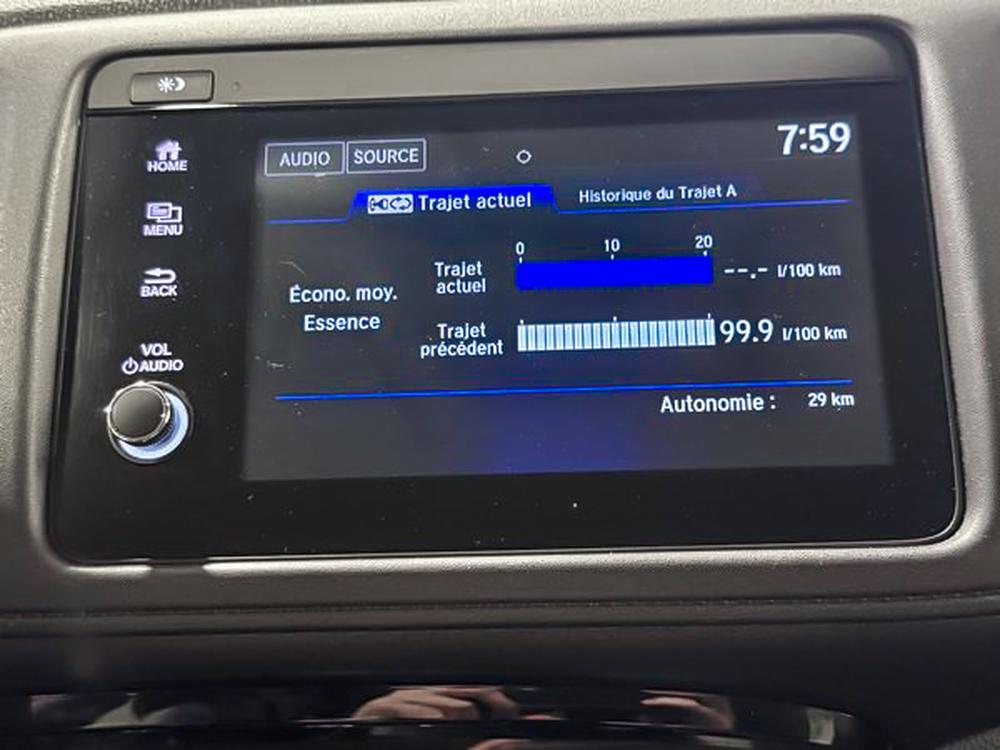 HOME
MENU
BACK
VOL
AUDIO
AUDIO SOURCE 7:59
Trajet actuel Historique du Trajet A
0 10 20
Écono. moy.
Essence
Trajet
actuel
--.- l/100 km
Trajet
précédent
99.9 l/100 km
Autonomie : 29 km